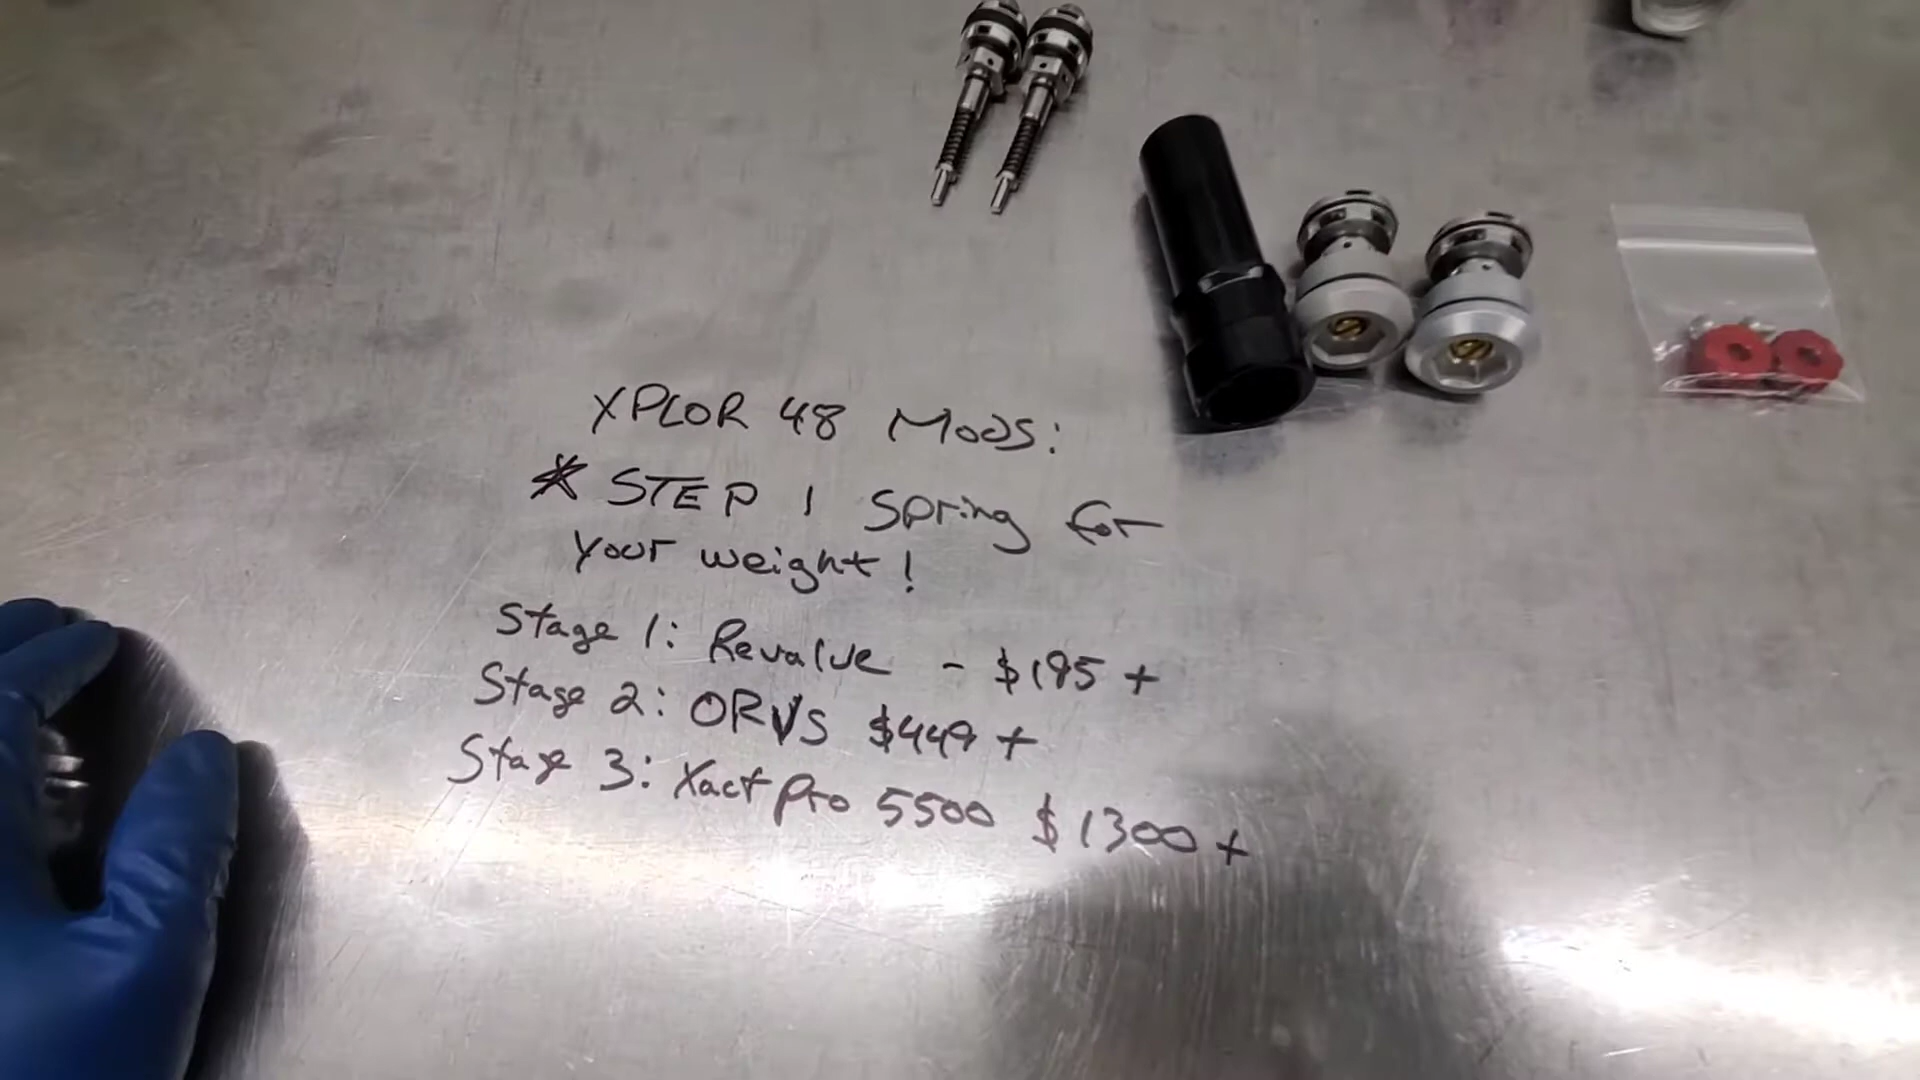 XPLOR 48 MODS:
* STEP 1 Spring for
your weight!
Stage 1: Revalve - $195 +
Stage 2: ORVS $449 +
Stage 3: Xact Pro 5500 $1300 +